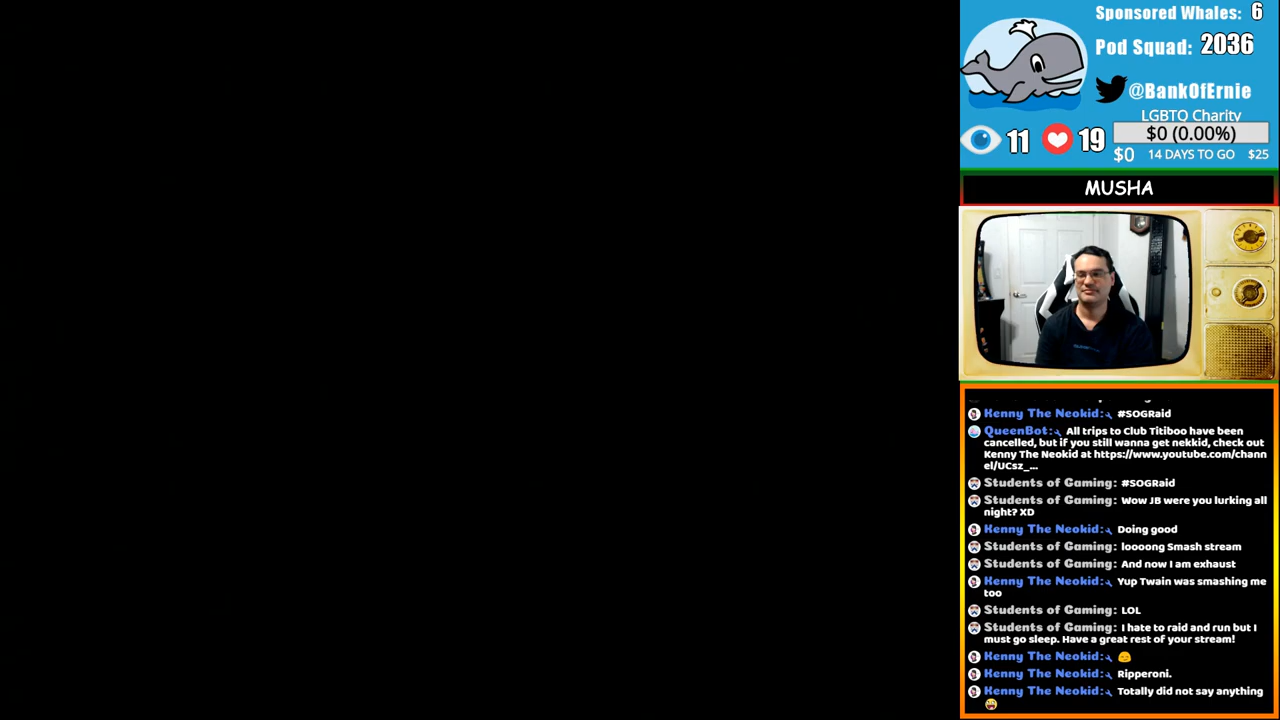 Sponsored Whales: 6
Pod Squad: 2036
@BankOfErnie
LGBTQ Charity
11
19
$0 (0.00%)
$0 14 DAYS TO GO $25
MUSHA
Kenny The Neokid: #SOGRaid
QueenBot: All trips to Club Titiboo have been
cancelled, but if you still wanna get nekkid, check out
Kenny The Neokid at https://www.youtube.com/chann
el/UCsz_...
Students of Gaming: #SOGRaid
Students of Gaming: Wow JB were you lurking all
night? XD
Kenny The Neokid: Doing good
Students of Gaming: loooong Smash stream
Students of Gaming: And now I am exhaust
Kenny The Neokid: Yup Twain was smashing me
too
Students of Gaming: LOL
Students of Gaming: I hate to raid and run but I
must go sleep. Have a great rest of your stream!
Kenny The Neokid: 😊
Kenny The Neokid: Ripperoni.
Kenny The Neokid: Totally did not say anything